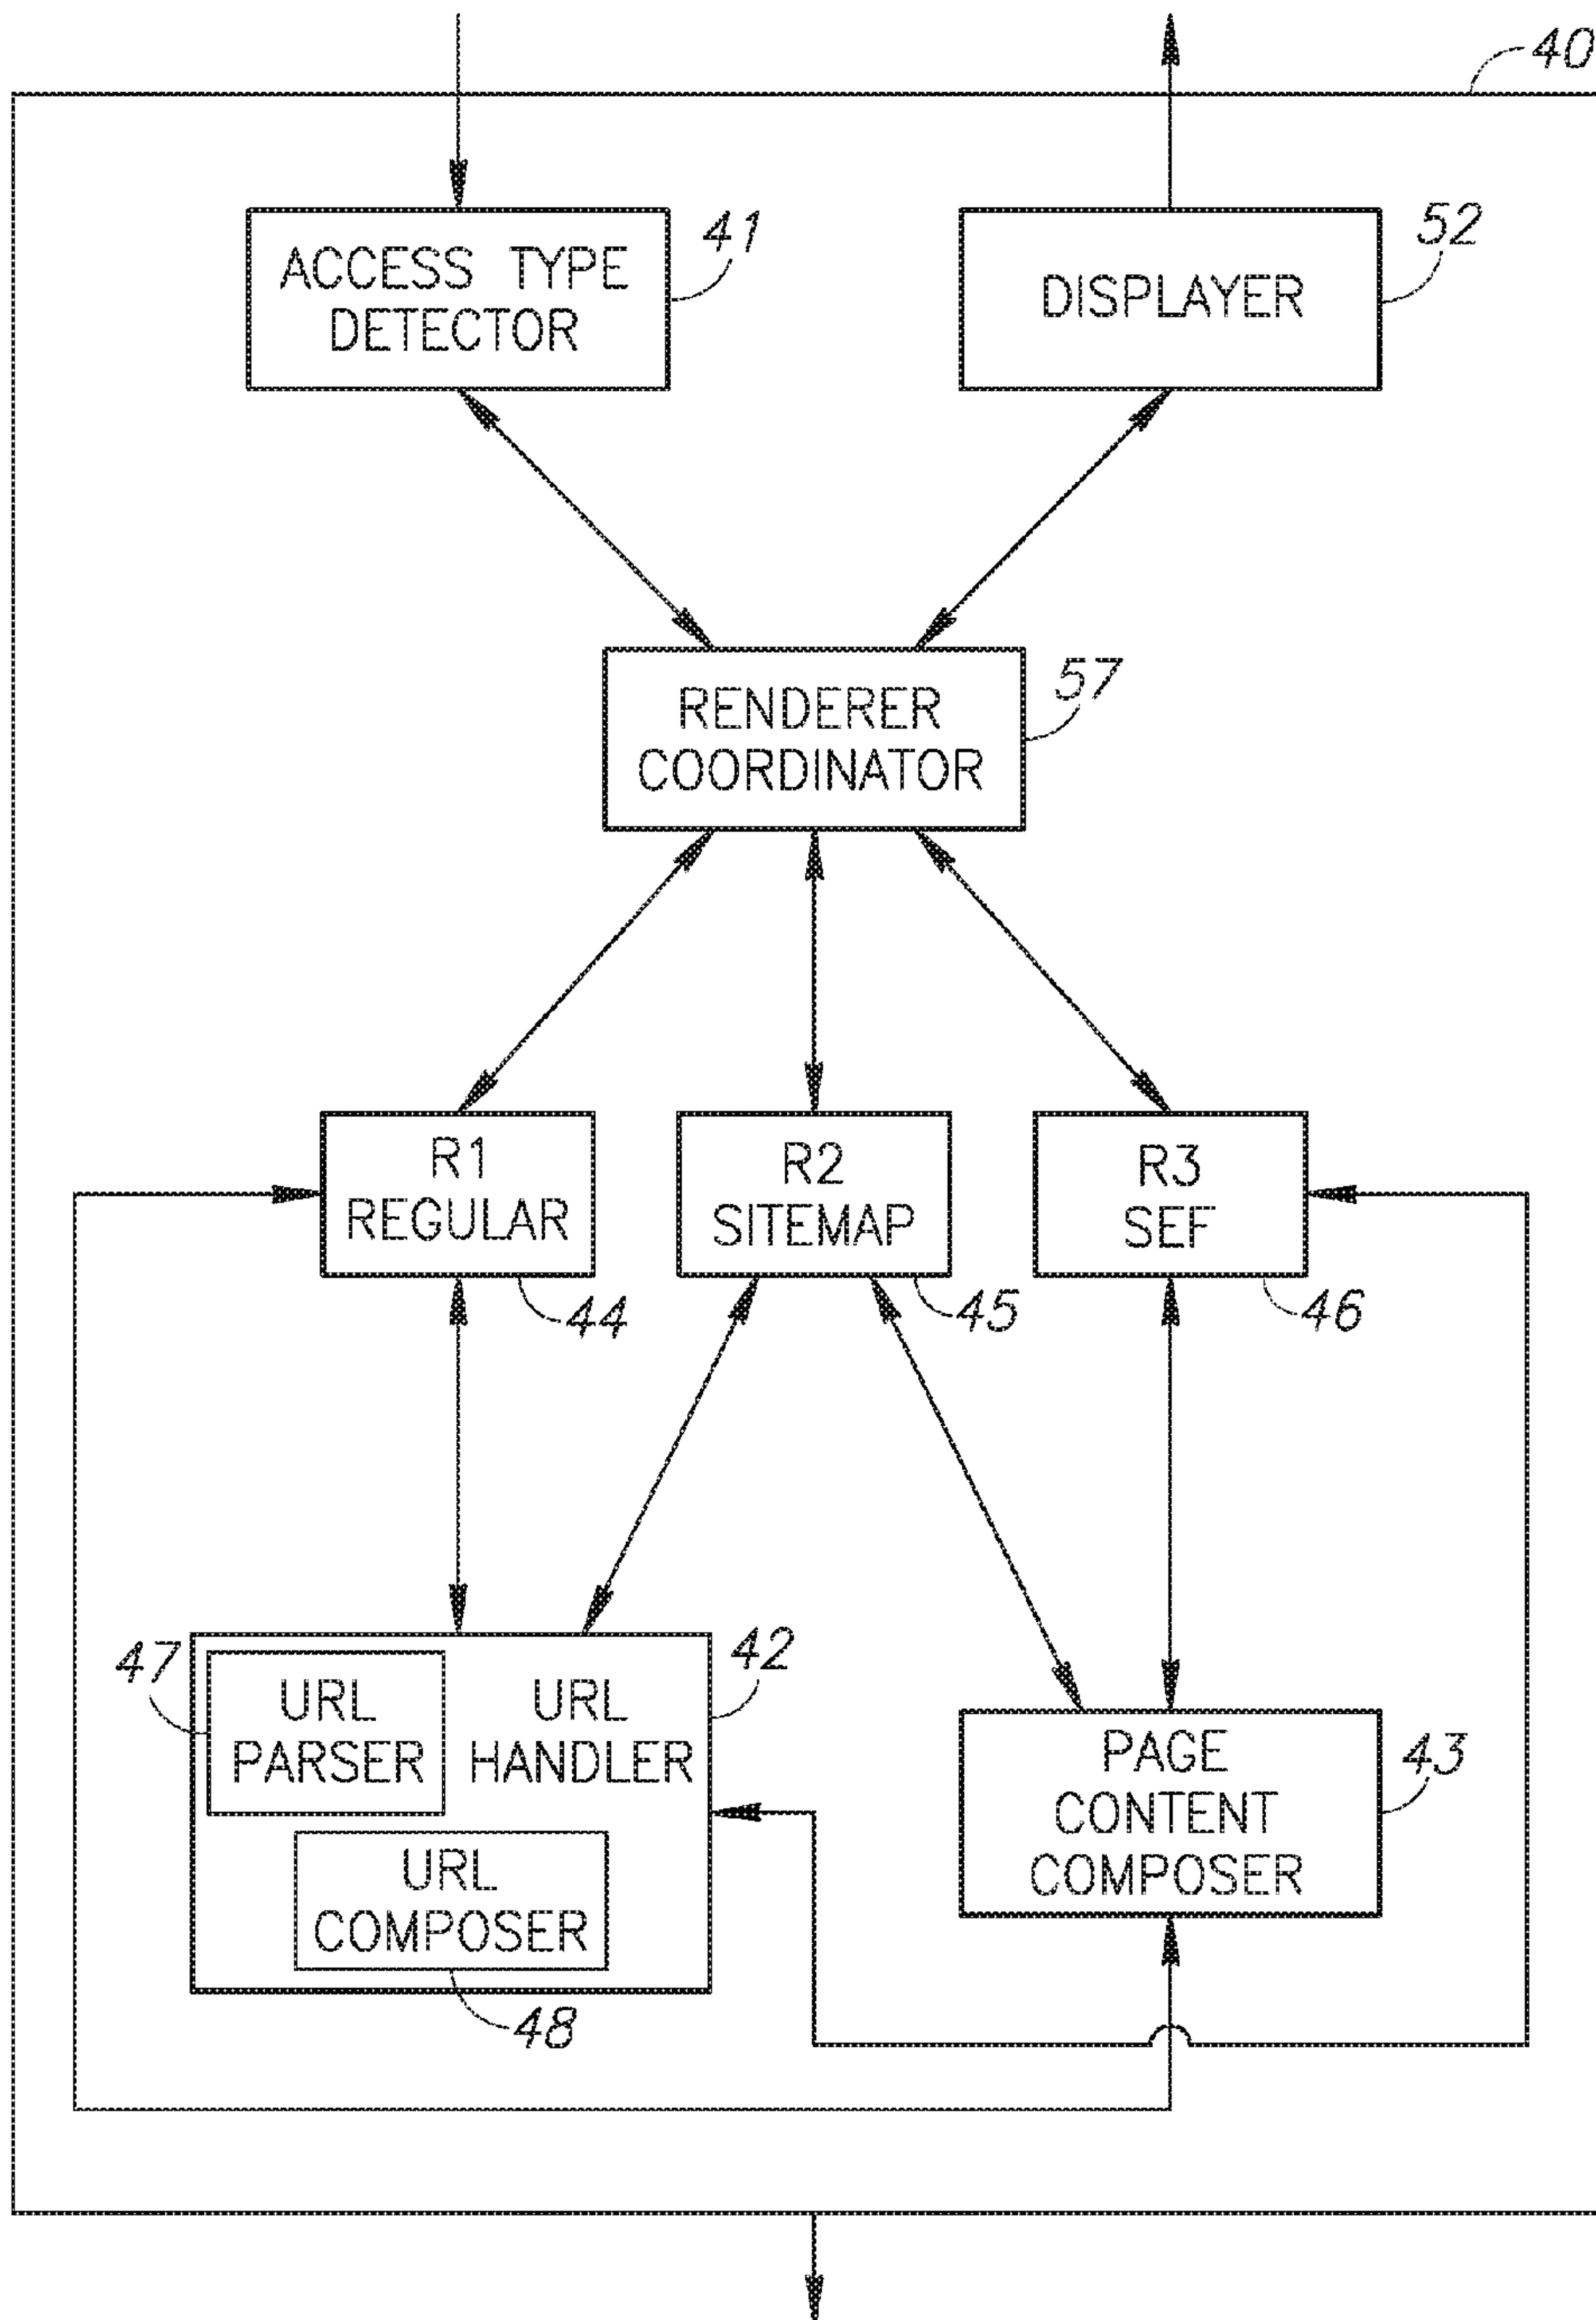 40
ACCESS TYPE
DETECTOR
41
DISPLAYER
52
RENDERER
COORDINATOR
57
R1
REGULAR
44
R2
SITEMAP
45
R3
SEF
46
47
URL
PARSER
URL
HANDLER
42
URL
COMPOSER
48
PAGE
CONTENT
COMPOSER
43